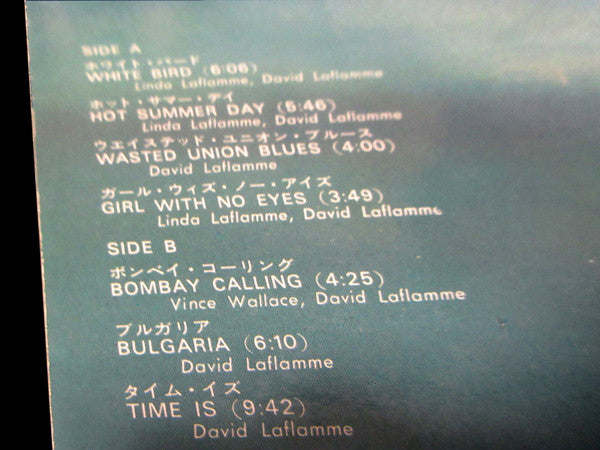 SIDE A
ホワイト・バード
WHITE BIRD (6:06)
Linda Laflamme, David Laflamme
ホット・サマー・デイ
HOT SUMMER DAY (5:46)
Linda Laflamme, David Laflamme
ウエイステッド・ユニオン・ブルース
WASTED UNION BLUES (4:00)
David Laflamme
ガール・ウィズ・ノー・アイズ
GIRL WITH NO EYES (3:49)
Linda Laflamme, David Laflamme
SIDE B
ボンベイ・コーリング
BOMBAY CALLING (4:25)
Vince Wallace, David Laflamme
ブルガリア
BULGARIA (6:10)
David Laflamme
タイム・イズ
TIME IS (9:42)
David Laflamme